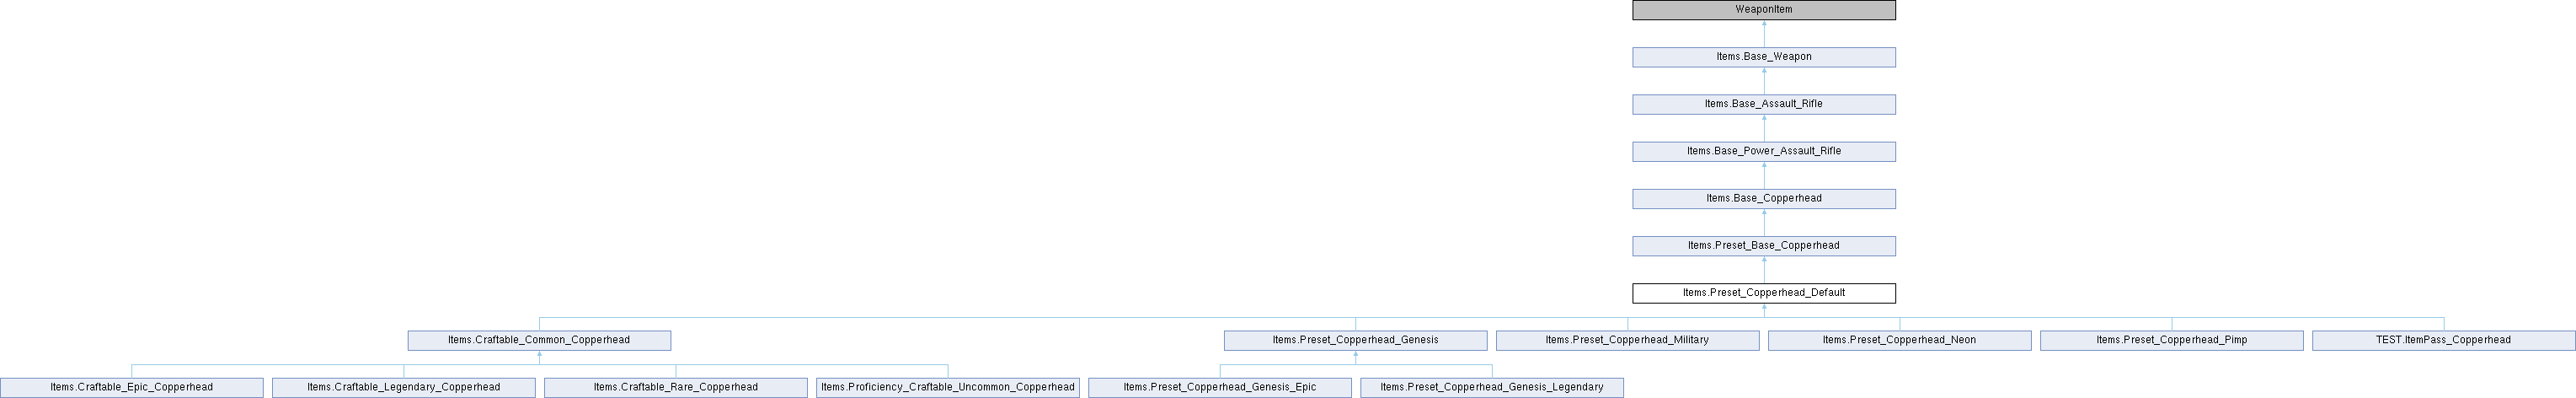 WeaponItem
Items.Base_Weapon
Items.Base_Assault_Rifle
Items.Base_Power_Assault_Rifle
Items.Base_Copperhead
Items.Preset_Base_Copperhead
Items.Preset_Copperhead_Default
Items.Craftable_Common_Copperhead Items.Preset_Copperhead_Genesis Items.Preset_Copperhead_Military Items.Preset_Copperhead_Neon Items.Preset_Copperhead_Pimp TEST.ItemPass_Copperhead
Items.Craftable_Epic_Copperhead Items.Craftable_Legendary_Copperhead Items.Craftable_Rare_Copperhead Items.Proficiency_Craftable_Uncommon_Copperhead Items.Preset_Copperhead_Genesis_Epic Items.Preset_Copperhead_Genesis_Legendary